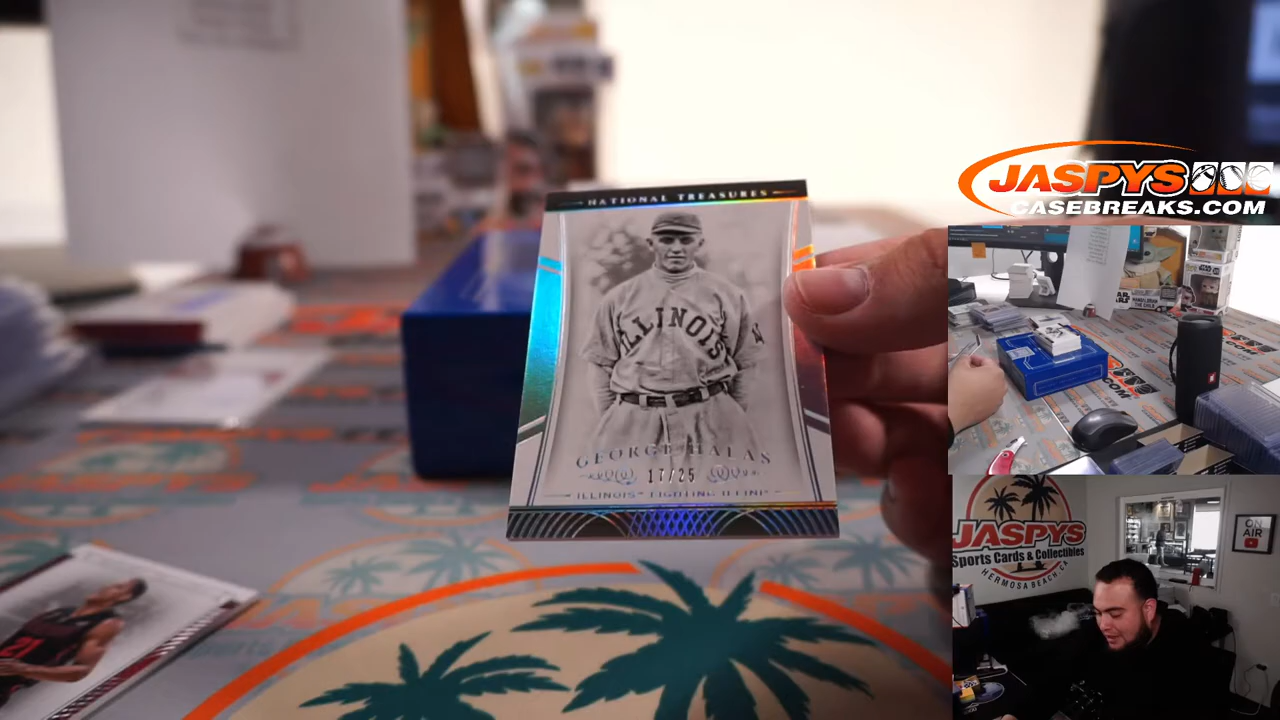 NATIONAL TREASURES
ILLINOIS
GEORGE HALAS
17/25
ILLINOIS FIGHTING ILLINI
21
JASPYS
CASEBREAKS.COM
JASPYS
Sports Cards & Collectibles
HERMOSA BEACH, CA
ON
AIR